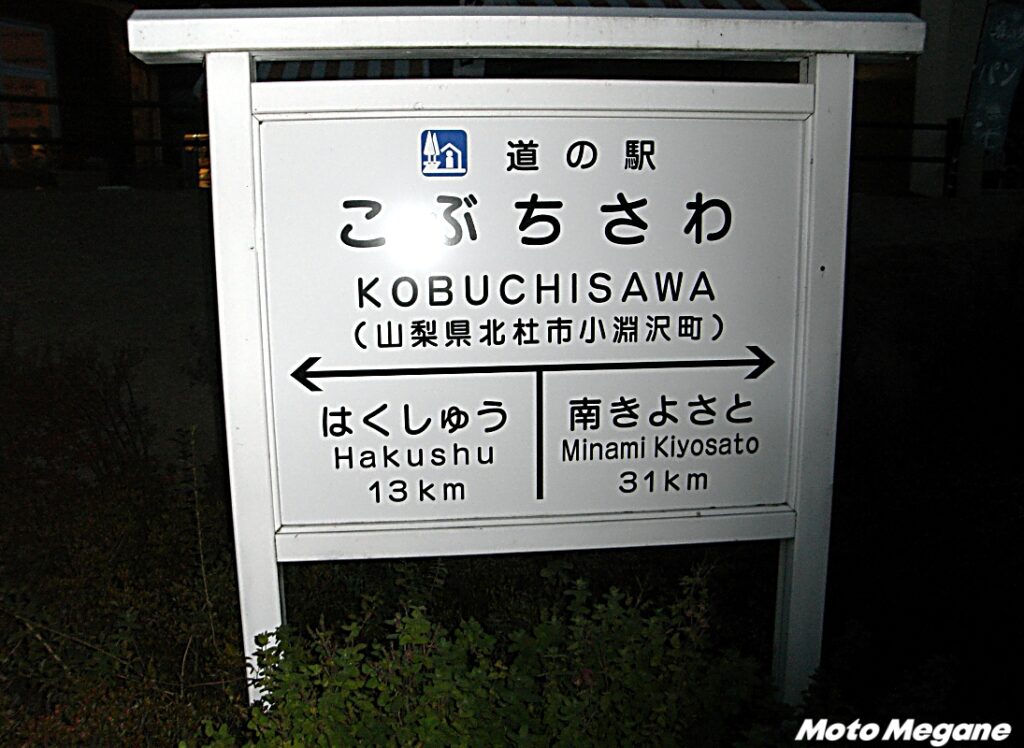 道の駅
こぶちさわ
KOBUCHISAWA
(山梨県北杜市小淵沢町)
はくしゅう
Hakushu
13km
南きよさと
Minami Kiyosato
31km
Moto Megane